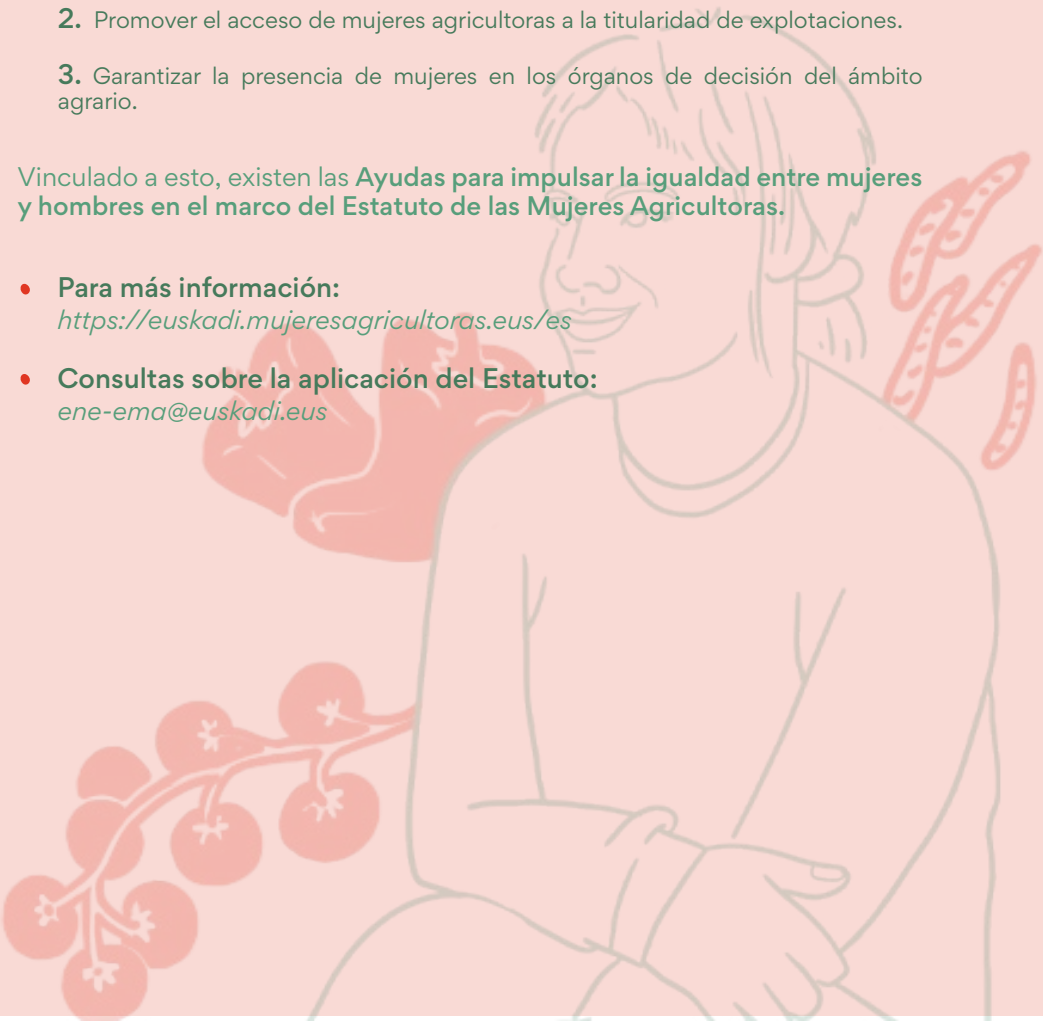 2. Promover el acceso de mujeres agricultoras a la titularidad de explotaciones.
3. Garantizar la presencia de mujeres en los órganos de decisión del ámbito
agrario.
Vinculado a esto, existen las Ayudas para impulsar la igualdad entre mujeres
y hombres en el marco del Estatuto de las Mujeres Agricultoras.
• Para más información:
https://euskadi.mujeresagricultoras.eus/es
• Consultas sobre la aplicación del Estatuto:
ene-ema@euskadi.eus